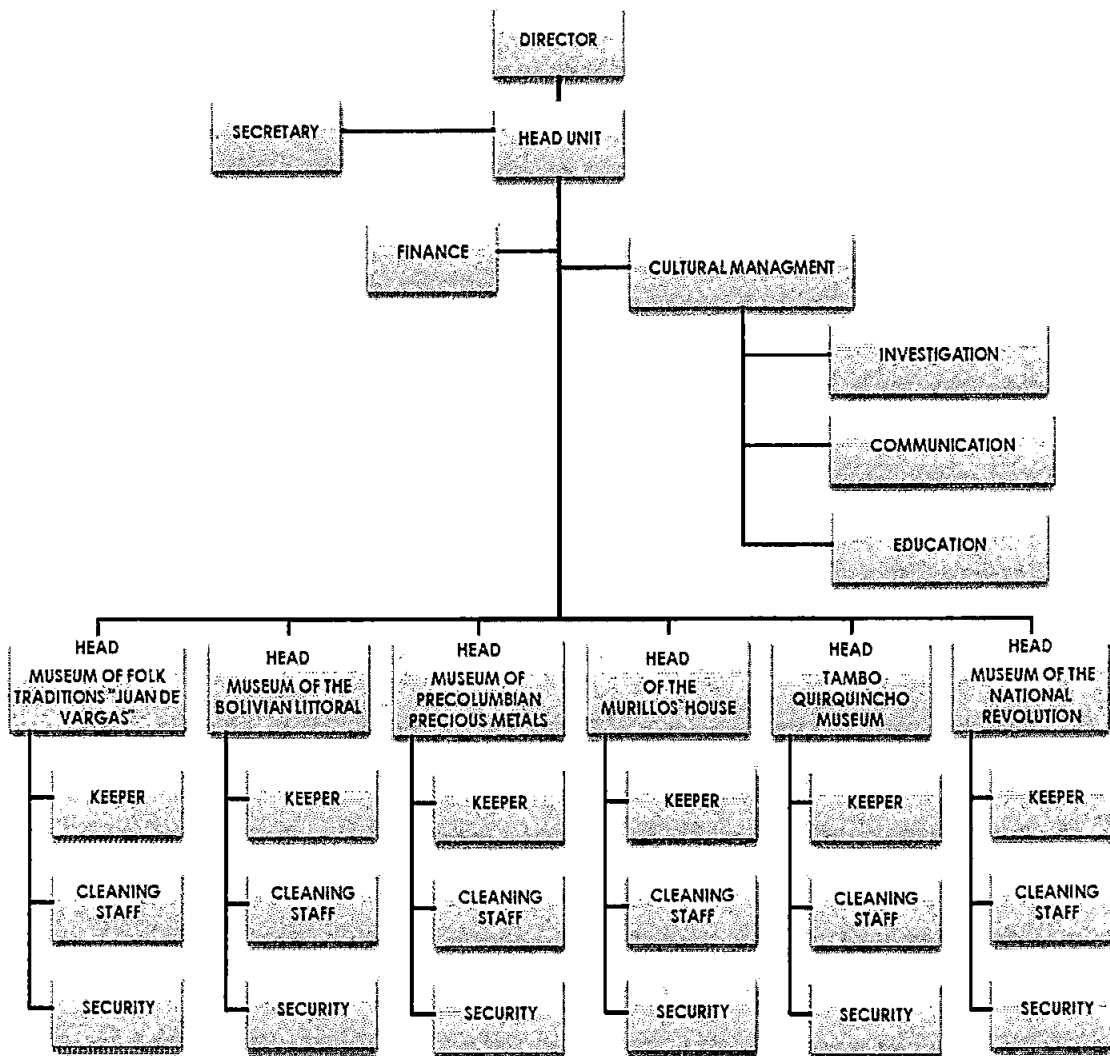 DIRECTOR
SECRETARY
HEAD UNIT
FINANCE
CULTURAL MANAGMENT
INVESTIGATION
COMMUNICATION
EDUCATION
HEAD
MUSEUM OF FOLK
TRADITIONS "JUAN DE
VARGAS"
HEAD
MUSEUM OF THE
BOLIVIAN LITTORAL
HEAD
MUSEUM OF
PRECOLUMBIAN
PRECIOUS METALS
HEAD
OF THE
MURILLOS' HOUSE
HEAD
TAMBO
QUIRQUINCHO
MUSEUM
HEAD
MUSEUM OF THE
NATIONAL
REVOLUTION
KEEPER
KEEPER
KEEPER
KEEPER
KEEPER
KEEPER
CLEANING
STAFF
CLEANING
STAFF
CLEANING
STAFF
CLEANING
STAFF
CLEANING
STAFF
CLEANING
STAFF
SECURITY
SECURITY
SECURITY
SECURITY
SECURITY
SECURITY